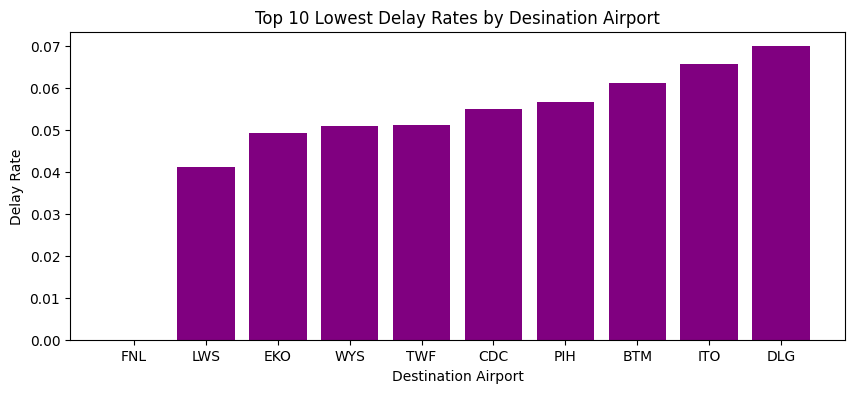 Top 10 Lowest Delay Rates by Desination Airport
0.07
0.06
0.05
0.04
0.03
0.02
0.01
0.00
Delay Rate
FNL LWS EKO WYS TWF CDC PIH BTM ITO DLG
Destination Airport